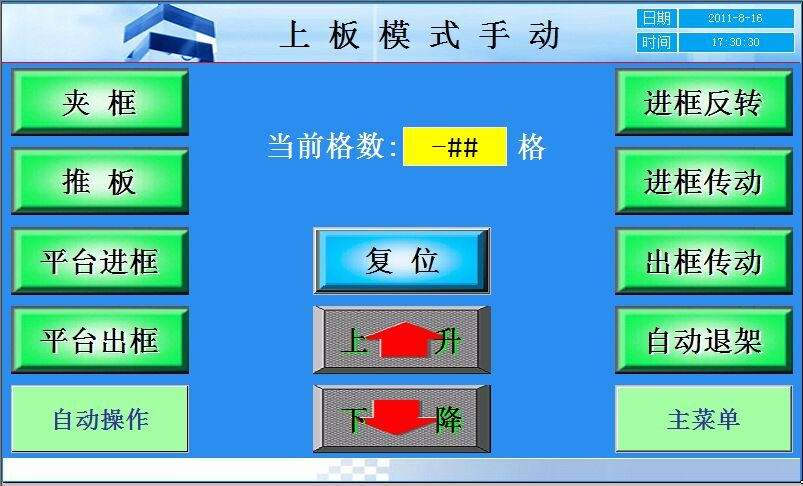 上板模式手动
日期 2011-8-16
时间 17:30:30
夹框
进框反转
当前格数: -## 格
推板
进框传动
平台进框
复位
出框传动
平台出框
上升
自动退架
自动操作
下降
主菜单